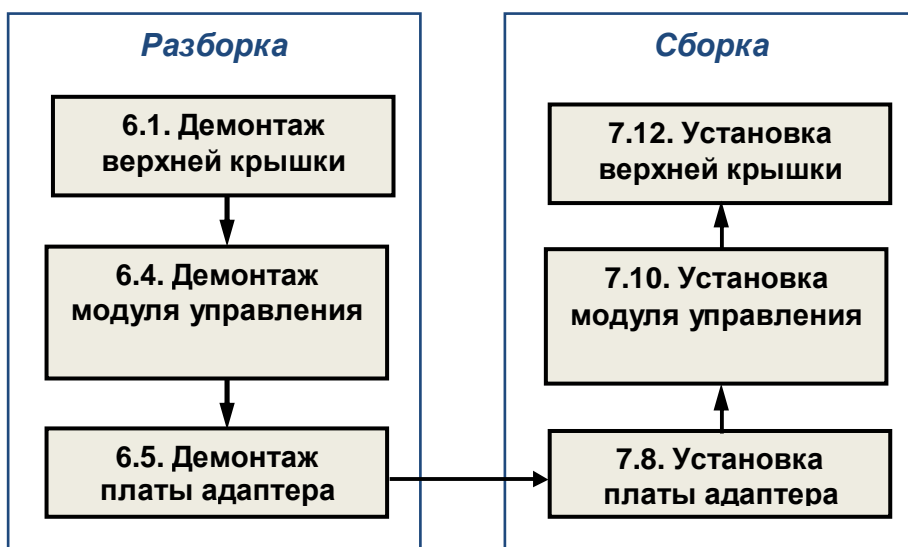 Разборка
6.1. Демонтаж
верхней крышки
6.4. Демонтаж
модуля управления
6.5. Демонтаж
платы адаптера
Сборка
7.12. Установка
верхней крышки
7.10. Установка
модуля управления
7.8. Установка
платы адаптера